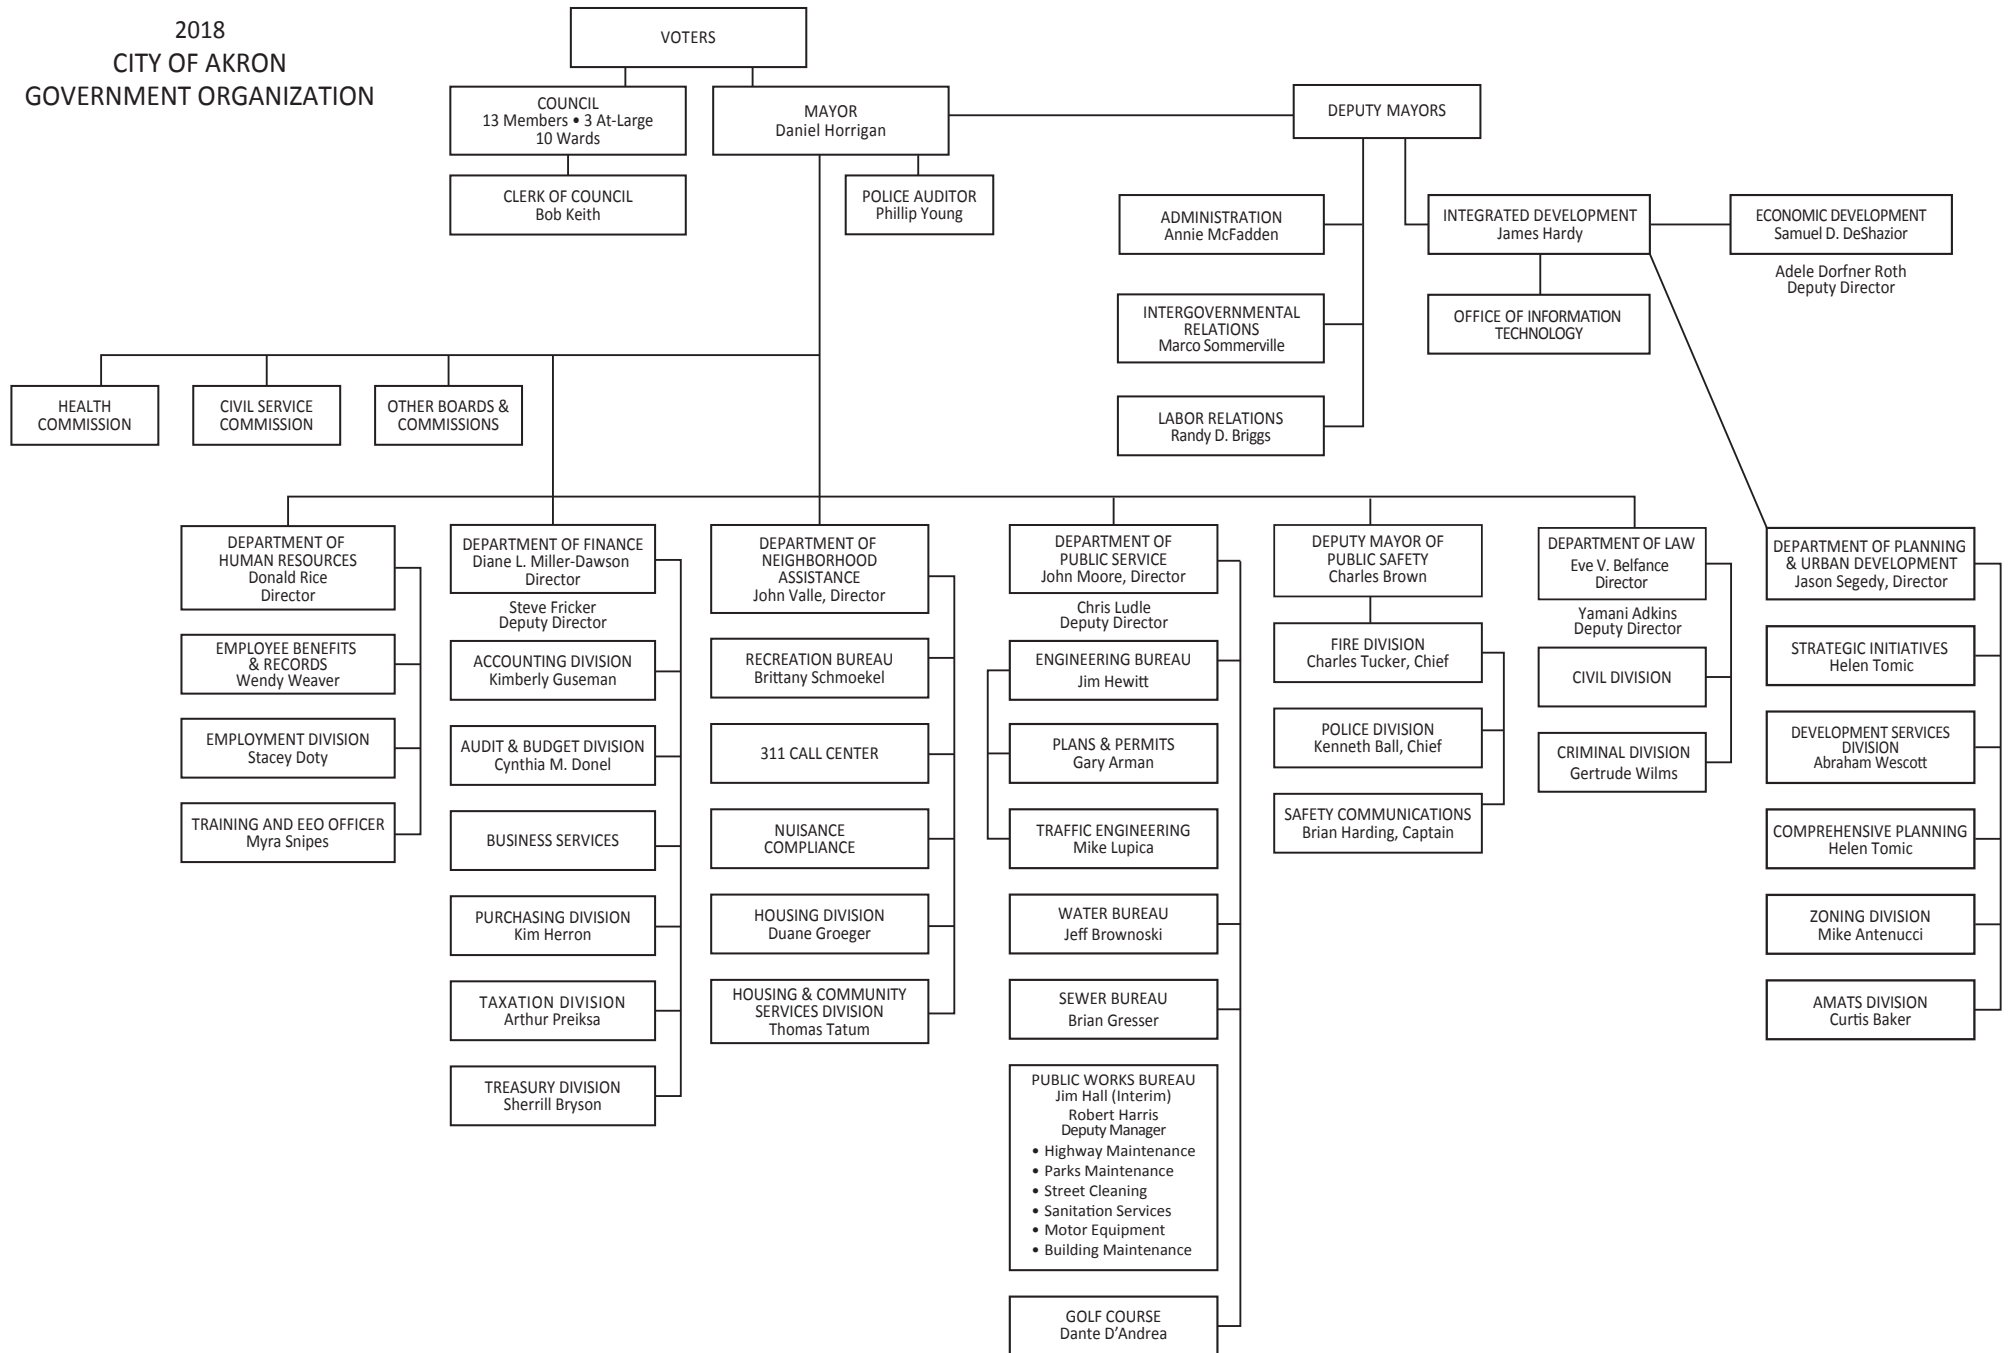 2018
CITY OF AKRON
GOVERNMENT ORGANIZATION
VOTERS
COUNCIL
13 Members • 3 At-Large
10 Wards
MAYOR
Daniel Horrigan
DEPUTY MAYORS
CLERK OF COUNCIL
Bob Keith
POLICE AUDITOR
Phillip Young
ADMINISTRATION
Annie McFadden
INTEGRATED DEVELOPMENT
James Hardy
ECONOMIC DEVELOPMENT
Samuel D. DeShazior
Adele Dorfner Roth
Deputy Director
INTERGOVERNMENTAL
RELATIONS
Marco Sommerville
OFFICE OF INFORMATION
TECHNOLOGY
LABOR RELATIONS
Randy D. Briggs
HEALTH
COMMISSION
CIVIL SERVICE
COMMISSION
OTHER BOARDS &
COMMISSIONS
DEPARTMENT OF
HUMAN RESOURCES
Donald Rice
Director
EMPLOYEE BENEFITS
& RECORDS
Wendy Weaver
EMPLOYMENT DIVISION
Stacey Doty
TRAINING AND EEO OFFICER
Myra Snipes
DEPARTMENT OF FINANCE
Diane L. Miller-Dawson
Director
Steve Fricker
Deputy Director
ACCOUNTING DIVISION
Kimberly Guseman
AUDIT & BUDGET DIVISION
Cynthia M. Donel
BUSINESS SERVICES
PURCHASING DIVISION
Kim Herron
TAXATION DIVISION
Arthur Preiksa
TREASURY DIVISION
Sherrill Bryson
DEPARTMENT OF
NEIGHBORHOOD
ASSISTANCE
John Valle, Director
RECREATION BUREAU
Brittany Schmoekel
311 CALL CENTER
NUISANCE
COMPLIANCE
HOUSING DIVISION
Duane Groeger
HOUSING & COMMUNITY
SERVICES DIVISION
Thomas Tatum
DEPARTMENT OF
PUBLIC SERVICE
John Moore, Director
Chris Ludle
Deputy Director
ENGINEERING BUREAU
Jim Hewitt
PLANS & PERMITS
Gary Arman
TRAFFIC ENGINEERING
Mike Lupica
WATER BUREAU
Jeff Brownoski
SEWER BUREAU
Brian Gresser
PUBLIC WORKS BUREAU
Jim Hall (Interim)
Robert Harris
Deputy Manager
• Highway Maintenance
• Parks Maintenance
• Street Cleaning
• Sanitation Services
• Motor Equipment
• Building Maintenance
GOLF COURSE
Dante D’Andrea
DEPUTY MAYOR OF
PUBLIC SAFETY
Charles Brown
FIRE DIVISION
Charles Tucker, Chief
POLICE DIVISION
Kenneth Ball, Chief
SAFETY COMMUNICATIONS
Brian Harding, Captain
DEPARTMENT OF LAW
Eve V. Belfance
Director
Yamani Adkins
Deputy Director
CIVIL DIVISION
CRIMINAL DIVISION
Gertrude Wilms
DEPARTMENT OF PLANNING
& URBAN DEVELOPMENT
Jason Segedy, Director
STRATEGIC INITIATIVES
Helen Tomic
DEVELOPMENT SERVICES
DIVISION
Abraham Wescott
COMPREHENSIVE PLANNING
Helen Tomic
ZONING DIVISION
Mike Antenucci
AMATS DIVISION
Curtis Baker